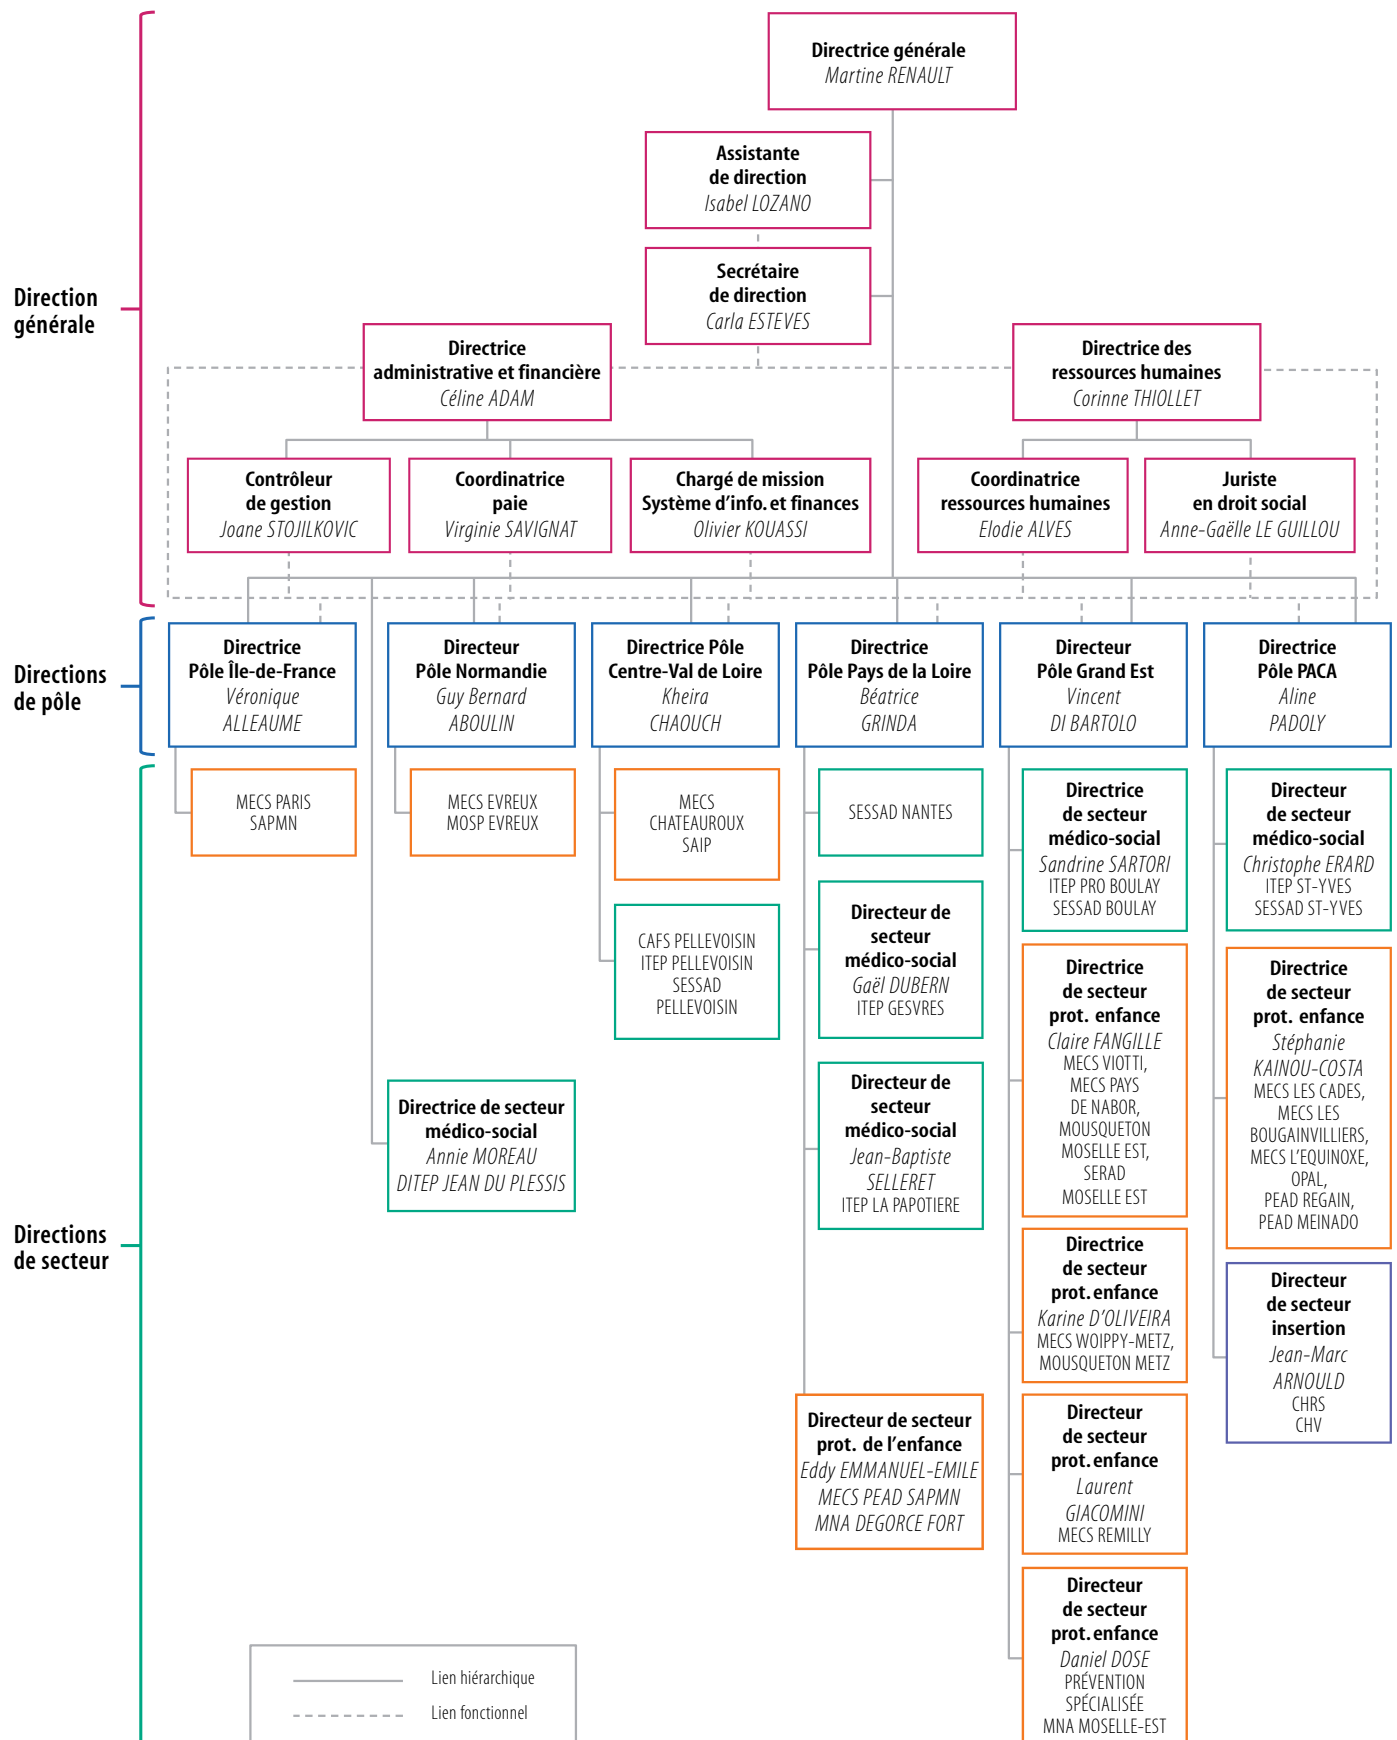 Directrice générale
Martine RENAULT
Assistante
de direction
Isabel LOZANO
Secrétaire
de direction
Carla ESTEVES
Direction
générale
Directrice
administrative et financière
Céline ADAM
Directrice des
ressources humaines
Corinne THIOLLET
Contrôleur
de gestion
Joane STOJILKOVIC
Coordinatrice
paie
Virginie SAVIGNAT
Chargé de mission
Système d'info. et finances
Olivier KOUASSI
Coordinatrice
ressources humaines
Elodie ALVES
Juriste
en droit social
Anne-Gaëlle LE GUILLOU
Directions
de pôle
Directrice
Pôle Île-de-France
Véronique
ALLEAUME
Directeur
Pôle Normandie
Guy Bernard
ABOULIN
Directrice Pôle
Centre-Val de Loire
Kheira
CHAOUCH
Directrice
Pôle Pays de la Loire
Béatrice
GRINDA
Directeur
Pôle Grand Est
Vincent
DI BARTOLO
Directrice
Pôle PACA
Aline
PADOLY
Directions
de secteur
MECS PARIS
SAPMN
MECS EVREUX
MOSP EVREUX
MECS
CHATEAUROUX
SAIP
CAFS PELLEVOISIN
ITEP PELLEVOISIN
SESSAD
PELLEVOISIN
Directrice de secteur
médico-social
Annie MOREAU
DITEP JEAN DU PLESSIS
SESSAD NANTES
Directeur de
secteur
médico-social
Gaël DUBERN
ITEP GESVRES
Directeur de
secteur
médico-social
Jean-Baptiste
SELLERET
ITEP LA PAPOTIERE
Directeur de secteur
prot. de l'enfance
Eddy EMMANUEL-EMILE
MECS PEAD SAPMN
MNA DEGORCE FORT
Directrice
de secteur
médico-social
Sandrine SARTORI
ITEP PRO BOULAY
SESSAD BOULAY
Directrice
de secteur
prot. enfance
Claire FANGILLE
MECS VIOTTI,
MECS PAYS
DE NABOR,
MOUSQUETON
MOSELLE EST,
SERAD
MOSELLE EST
Directrice
de secteur
prot. enfance
Karine D'OLIVEIRA
MECS WOIPPY-METZ,
MOUSQUETON METZ
Directeur
de secteur
prot. enfance
Laurent
GIACOMINI
MECS REMILLY
Directeur
de secteur
prot. enfance
Daniel DOSE
PRÉVENTION
SPÉCIALISÉE
MNA MOSELLE-EST
Directeur
de secteur
médico-social
Christophe ERARD
ITEP ST-YVES
SESSAD ST-YVES
Directrice
de secteur
prot. enfance
Stéphanie
KAINOU-COSTA
MECS LES CADES,
MECS LES
BOUGAINVILLIERS,
MECS L'EQUINOXE,
OPAL,
PEAD REGAIN,
PEAD MEINADO
Directeur
de secteur
insertion
Jean-Marc
ARNOULD
CHRS
CHV
Lien hiérarchique
Lien fonctionnel